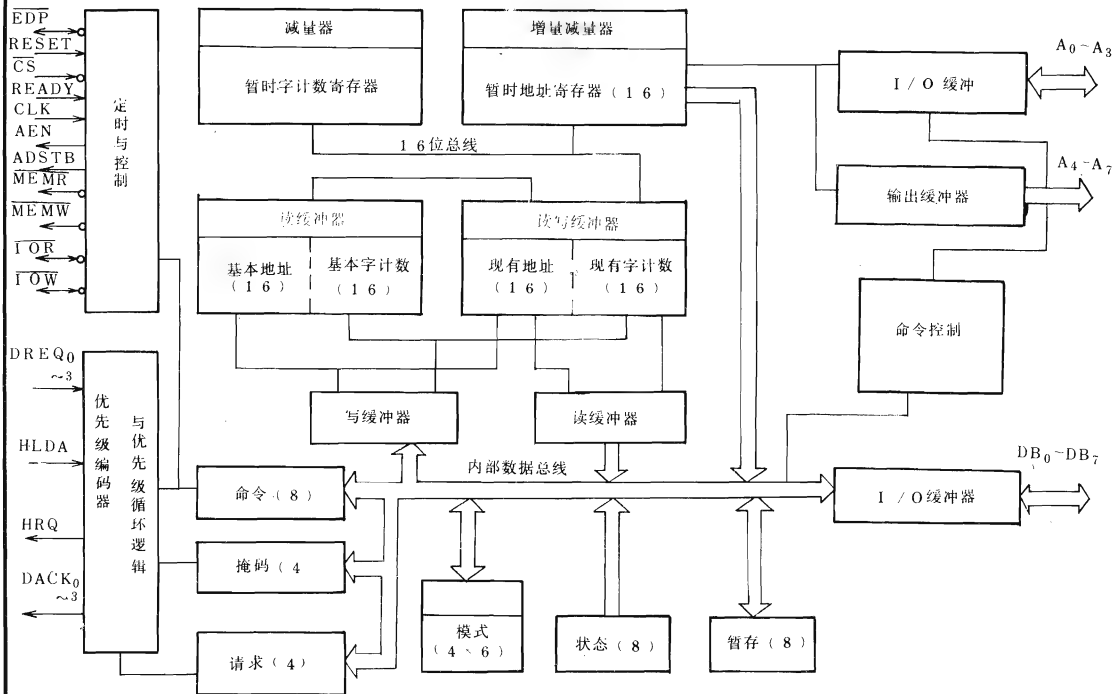 EDP
RESET
CS
READY
CLK
AEN
ADSTB
MEMR
MEMW
IOR
IOW
定时与控制
减量器
暂时字计数寄存器
增量减量器
暂时地址寄存器(16)
16位总线
I/O缓冲
A0~A3
输出缓冲器
A4~A7
读缓冲器
基本地址
(16)
基本字计数
(16)
读写缓冲器
现有地址
(16)
现有字计数
(16)
命令控制
写缓冲器
读缓冲器
内部数据总线
DREQ0
~3
HLDA
HRQ
DACK0
~3
优先级编码器
与优先级循环逻辑
命令(8)
掩码(4
请求(4)
模式
(4、6)
状态(8)
暂存(8)
I/O缓冲器
DB0~DB7